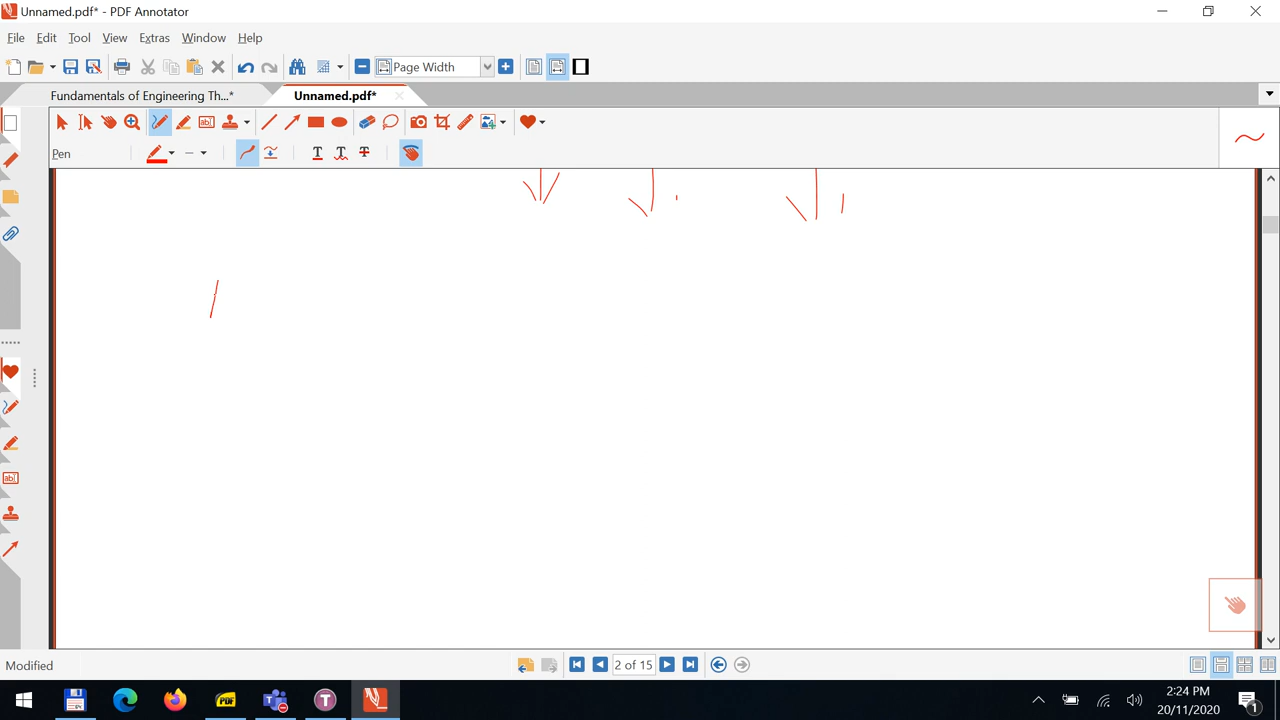 Unnamed.pdf* - PDF Annotator
File Edit Tool View Extras Window Help
Page Width
Fundamentals of Engineering Th...* Unnamed.pdf*
Pen
Modified
2 of 15
2:24 PM
20/11/2020
1